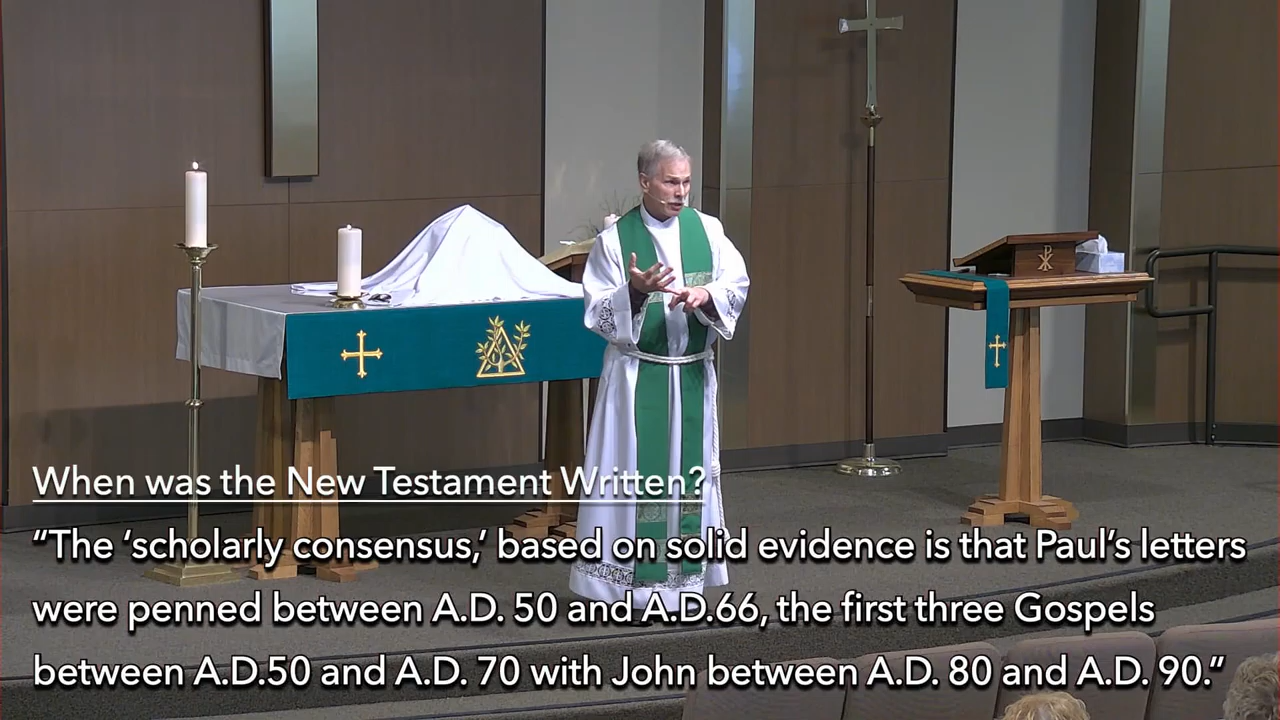 When was the New Testament Written?
“The ‘scholarly consensus,’ based on solid evidence is that Paul’s letters
were penned between A.D. 50 and A.D.66, the first three Gospels
between A.D.50 and A.D. 70 with John between A.D. 80 and A.D. 90.”